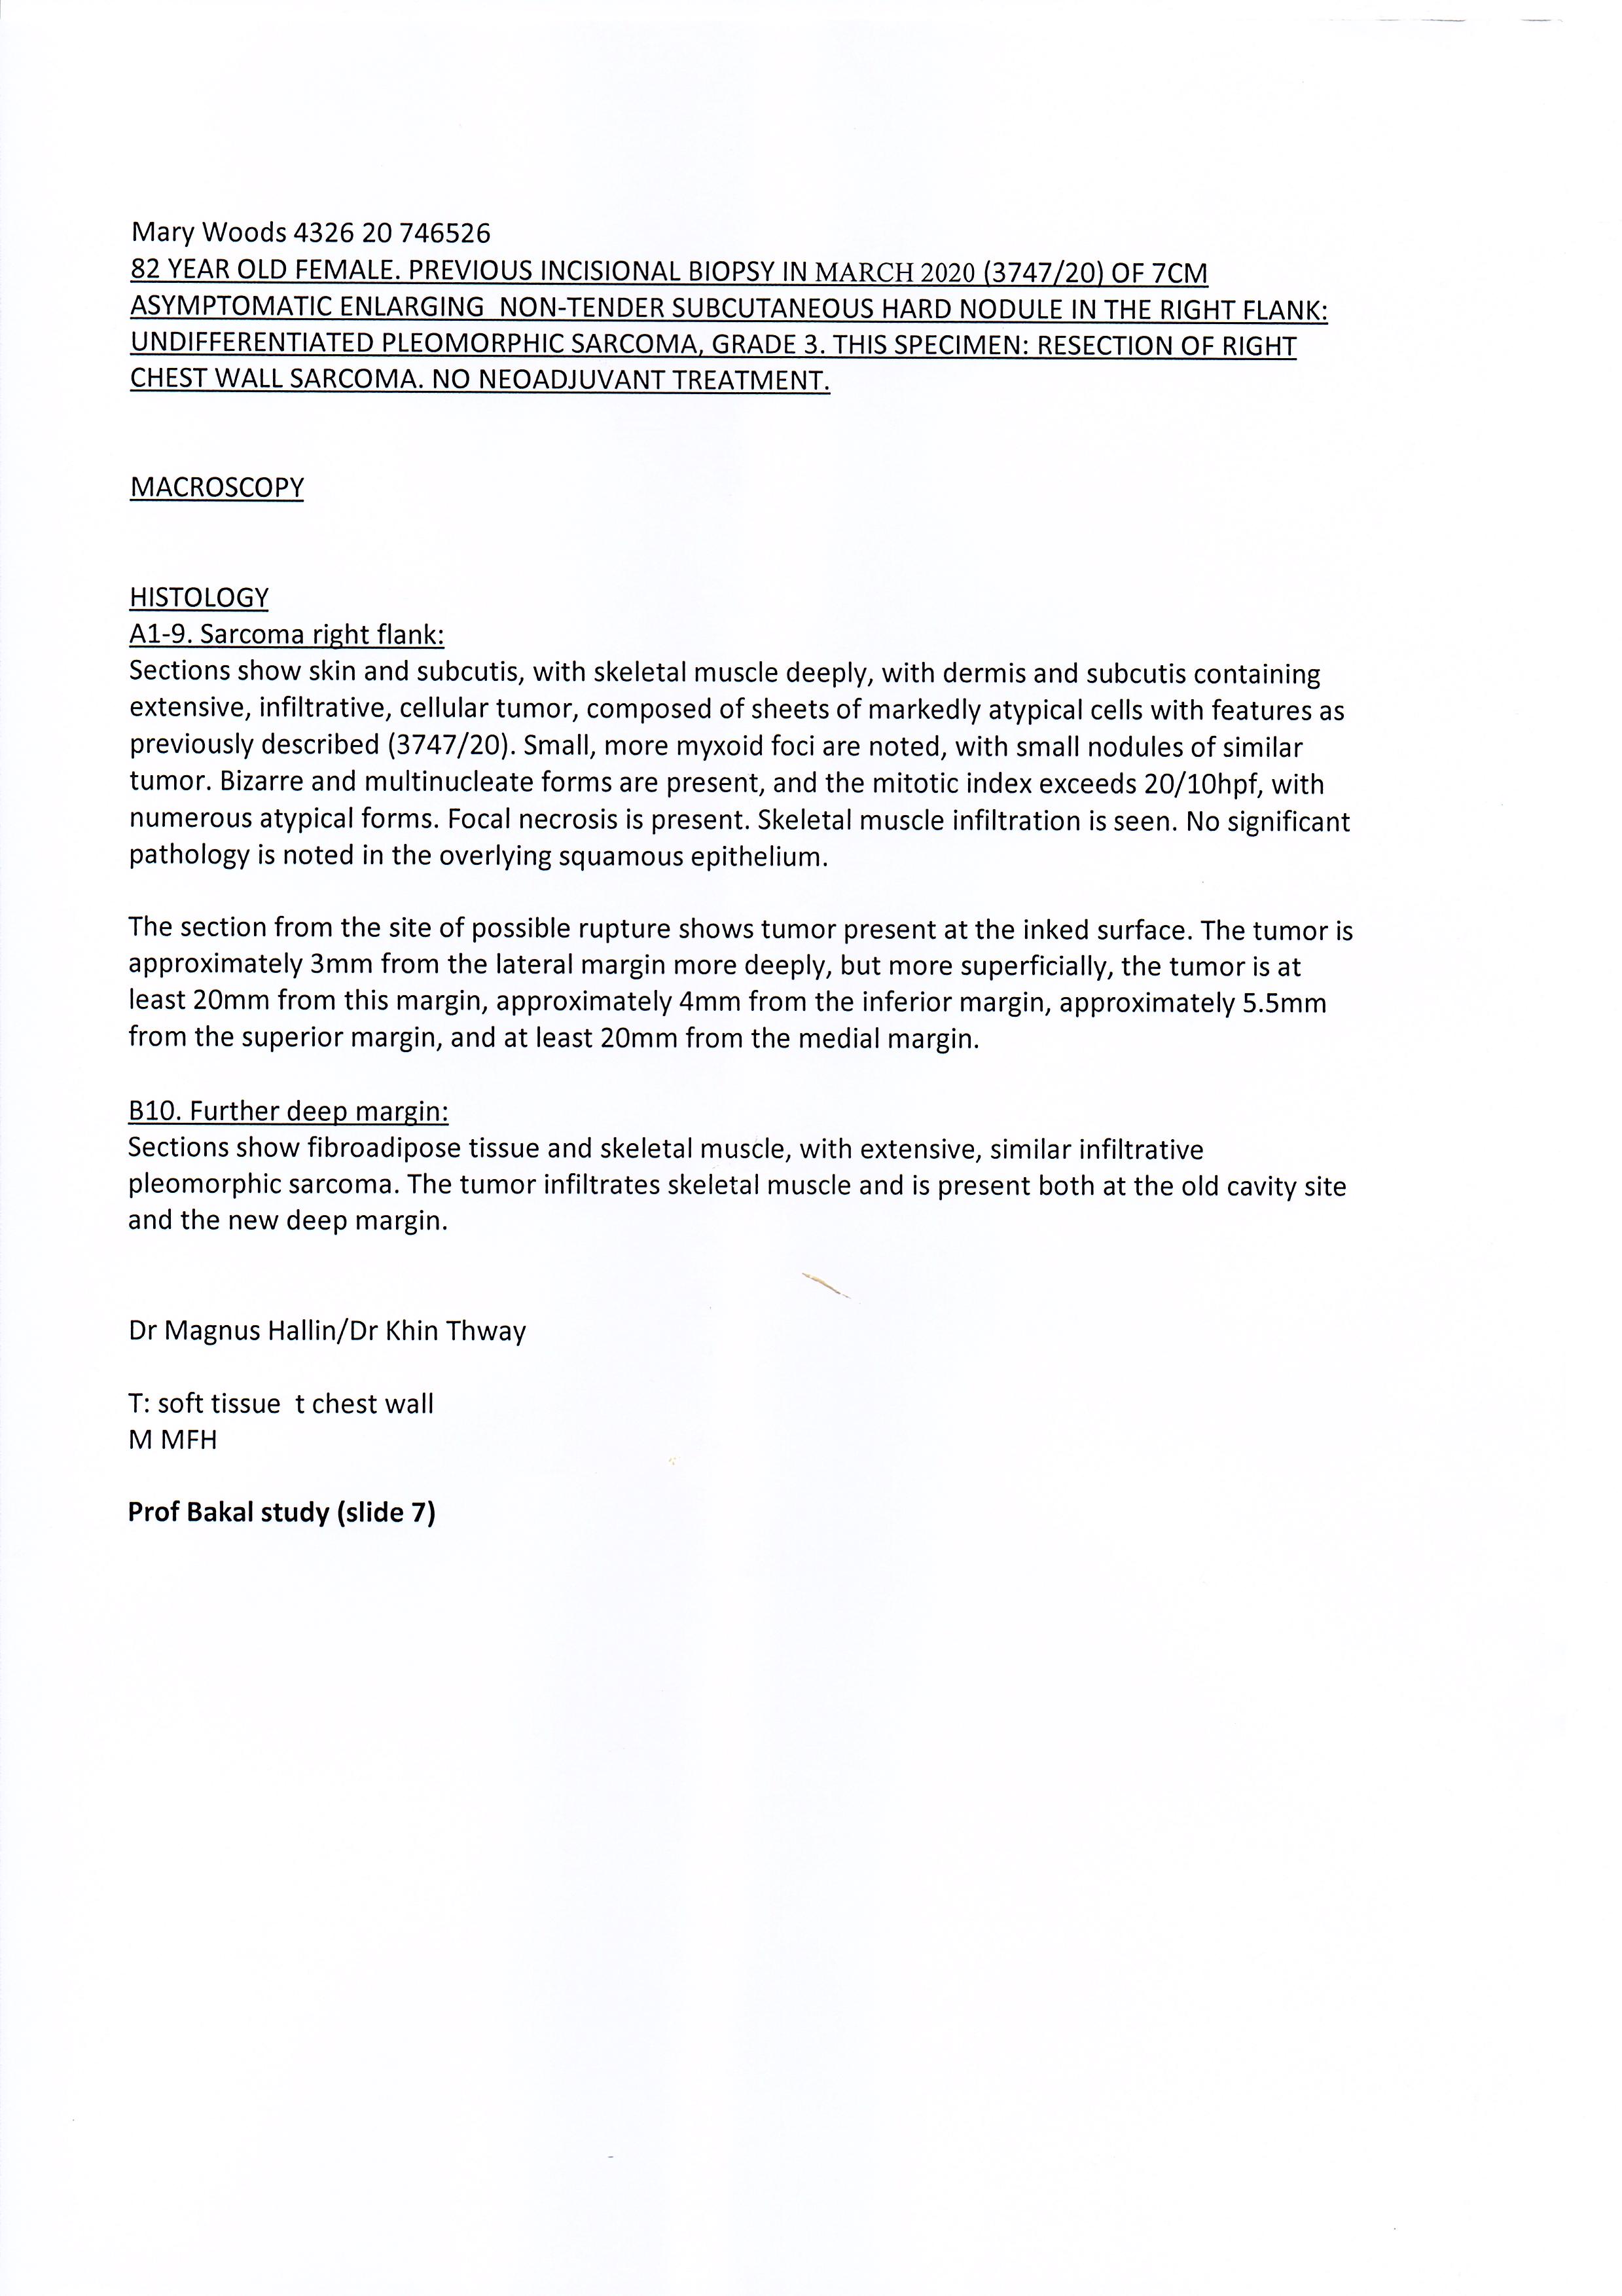 Mary Woods 4326 20 746526
82 YEAR OLD FEMALE. PREVIOUS INCISIONAL BIOPSY IN MARCH 2020 (3747/20) OF 7CM
ASYMPTOMATIC ENLARGING  NON-TENDER SUBCUTANEOUS HARD NODULE IN THE RIGHT FLANK:
UNDIFFERENTIATED PLEOMORPHIC SARCOMA, GRADE 3. THIS SPECIMEN: RESECTION OF RIGHT
CHEST WALL SARCOMA. NO NEOADJUVANT TREATMENT.
MACROSCOPY
HISTOLOGY
A1-9. Sarcoma right flank:
Sections show skin and subcutis, with skeletal muscle deeply, with dermis and subcutis containing
extensive, infiltrative, cellular tumor, composed of sheets of markedly atypical cells with features as
previously described (3747/20). Small, more myxoid foci are noted, with small nodules of similar
tumor. Bizarre and multinucleate forms are present, and the mitotic index exceeds 20/10hpf, with
numerous atypical forms. Focal necrosis is present. Skeletal muscle infiltration is seen. No significant
pathology is noted in the overlying squamous epithelium.
The section from the site of possible rupture shows tumor present at the inked surface. The tumor is
approximately 3mm from the lateral margin more deeply, but more superficially, the tumor is at
least 20mm from this margin, approximately 4mm from the inferior margin, approximately 5.5mm
from the superior margin, and at least 20mm from the medial margin.
B10. Further deep margin:
Sections show fibroadipose tissue and skeletal muscle, with extensive, similar infiltrative
pleomorphic sarcoma. The tumor infiltrates skeletal muscle and is present both at the old cavity site
and the new deep margin.
Dr Magnus Hallin/Dr Khin Thway
T: soft tissue  t chest wall
M MFH
Prof Bakal study (slide 7)